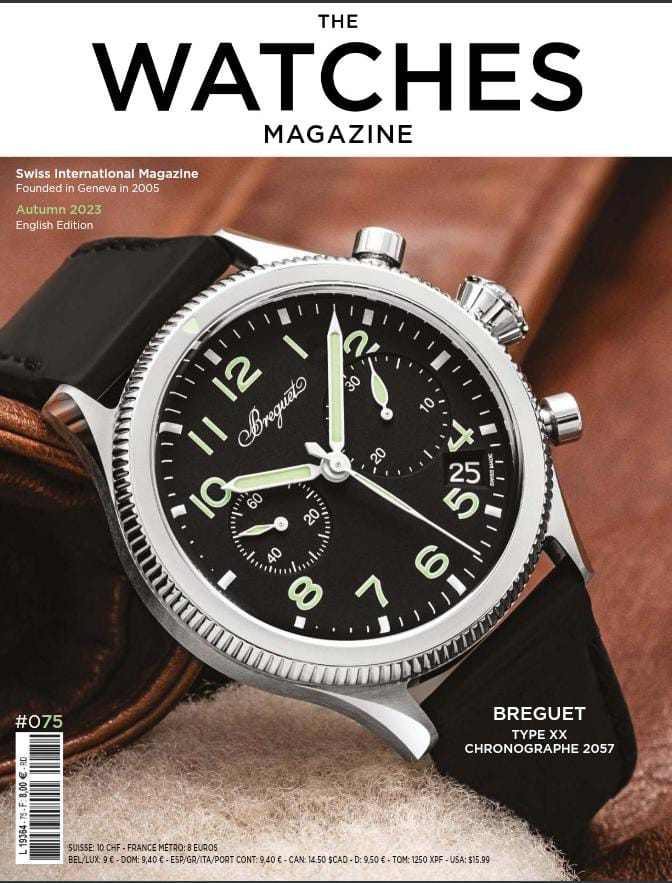 THE
WATCHES
MAGAZINE
Swiss International Magazine
Founded in Geneva in 2005
Autumn 2023
English Edition
12
1
2
11
30
10
Breguet
4
20
25
SWISS MADE
5
10
60
20
40
6
8
7
#075
BREGUET
TYPE XX
CHRONOGRAPHE 2057
L 19364 - 75 - F: 8,00 € - RD
SUISSE: 10 CHF - FRANCE MÉTRO: 8 EUROS
BEL/LUX: 9 € - DOM: 9,40 € - ESP/GR/ITA/PORT CONT: 9,40 € - CAN: 14.50 $CAD - D: 9,50 € - TOM: 1250 XPF - USA: $15.99